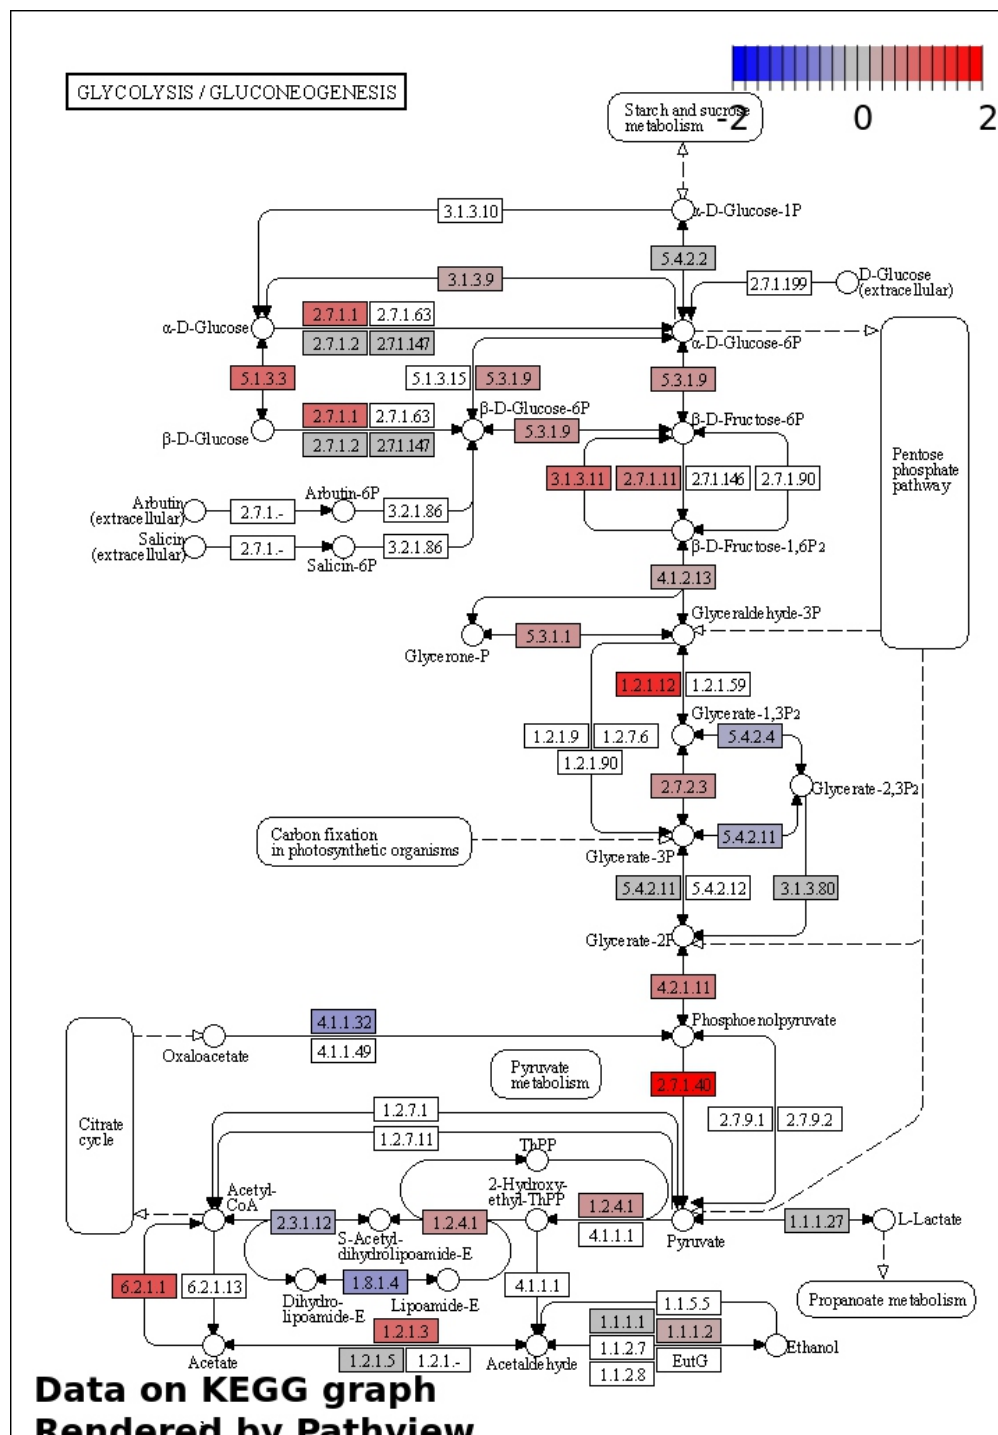 GLYCOLYSIS / GLUCONEOGENESIS
-2 0 2
Starch and sucrose
metabolism
3.1.3.10
α-D-Glucose-1P
5.4.2.2
3.1.3.9
2.7.1.199
D-Glucose
(extracellular)
2.7.1.1 2.7.1.63
α-D-Glucose
2.7.1.2 2.7.1.147
α-D-Glucose-6P
5.1.3.3
5.1.3.15 5.3.1.9
5.3.1.9
β-D-Glucose-6P
2.7.1.1 2.7.1.63
β-D-Glucose
2.7.1.2 2.7.1.147
5.3.1.9
β-D-Fructose-6P
Pentose
phosphate
pathway
3.1.3.11 2.7.1.11 2.7.1.146 2.7.1.90
Arbutin
(extracellular)
2.7.1.-
Arbutin-6P
3.2.1.86
Salicin
(extracellular)
2.7.1.-
Salicin-6P
3.2.1.86
β-D-Fructose-1,6P2
4.1.2.13
Glyceraldehyde-3P
5.3.1.1
Glycerone-P
1.2.1.12 1.2.1.59
Glycerate-1,3P2
1.2.1.9 1.2.7.6
1.2.1.90
5.4.2.4
2.7.2.3
Glycerate-2,3P2
Carbon fixation
in photosynthetic organisms
5.4.2.11
Glycerate-3P
5.4.2.11 5.4.2.12 3.1.3.80
Glycerate-2P
4.2.1.11
4.1.1.32
Phosphoenolpyruvate
Oxaloacetate
4.1.1.49
Pyruvate
metabolism
2.7.1.40
Citrate
cycle
1.2.7.1
1.2.7.11
2.7.9.1 2.7.9.2
ThPP
Acetyl-
CoA
2-Hydroxy-
ethyl-ThPP
2.3.1.12
1.2.4.1
1.2.4.1
4.1.1.1
1.1.1.27
L-Lactate
Pyruvate
S-Acetyl-
dihydrolipoamide-E
6.2.1.1 6.2.1.13
1.8.1.4
4.1.1.1
Dihydro-
lipoamide-E
Lipoamide-E
Propanoate metabolism
1.1.5.5
1.2.1.3
1.1.1.1 1.1.1.2
1.2.1.5 1.2.1.-
1.1.2.7 EutG
1.1.2.8
Acetate
Acetaldehyde
Ethanol
Data on KEGG graph
Rendered by Pathview